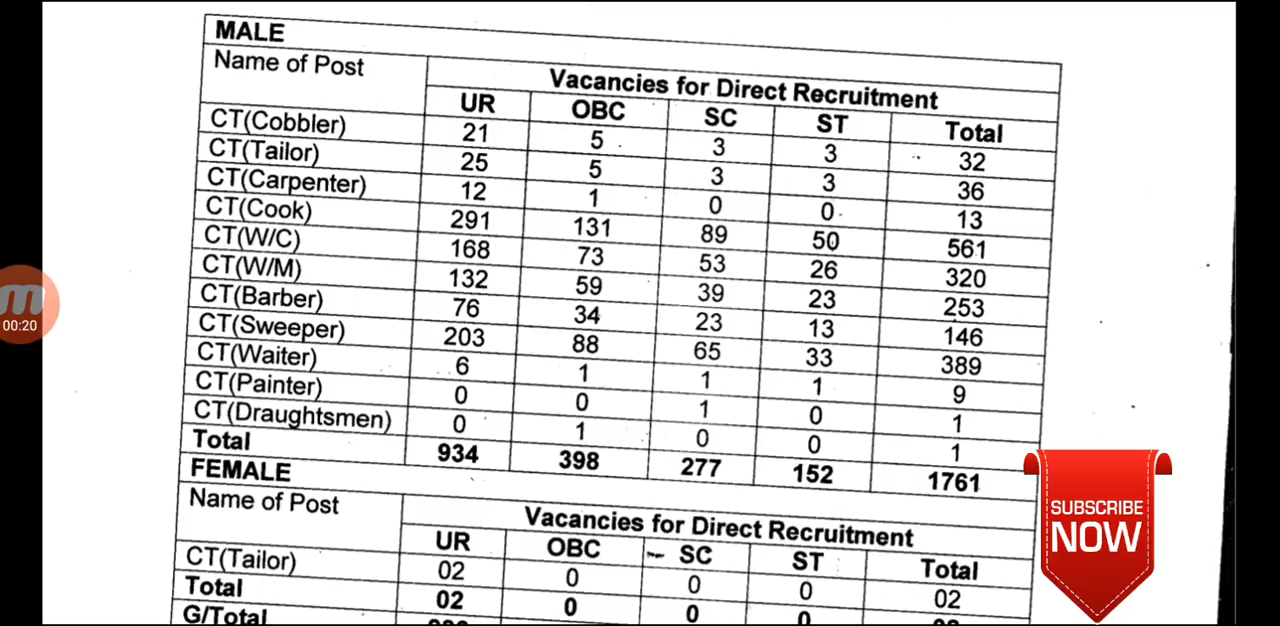 MALE
Name of Post Vacancies for Direct Recruitment
UR OBC SC ST Total
CT(Cobbler) 21 5 3 3 32
CT(Tailor) 25 5 3 3 36
CT(Carpenter) 12 1 0 0 13
CT(Cook) 291 131 89 50 561
CT(W/C) 168 73 53 26 320
CT(W/M) 132 59 39 23 253
CT(Barber) 76 34 23 13 146
CT(Sweeper) 203 88 65 33 389
CT(Waiter) 6 1 1 1 9
CT(Painter) 0 0 1 0 1
CT(Draughtsmen) 0 1 0 0 1
Total 934 398 277 152 1761
FEMALE
Name of Post Vacancies for Direct Recruitment
UR OBC SC ST Total
CT(Tailor) 02 0 0 0 02
Total 02 0 0 0
G/Total
00:20
SUBSCRIBE
NOW